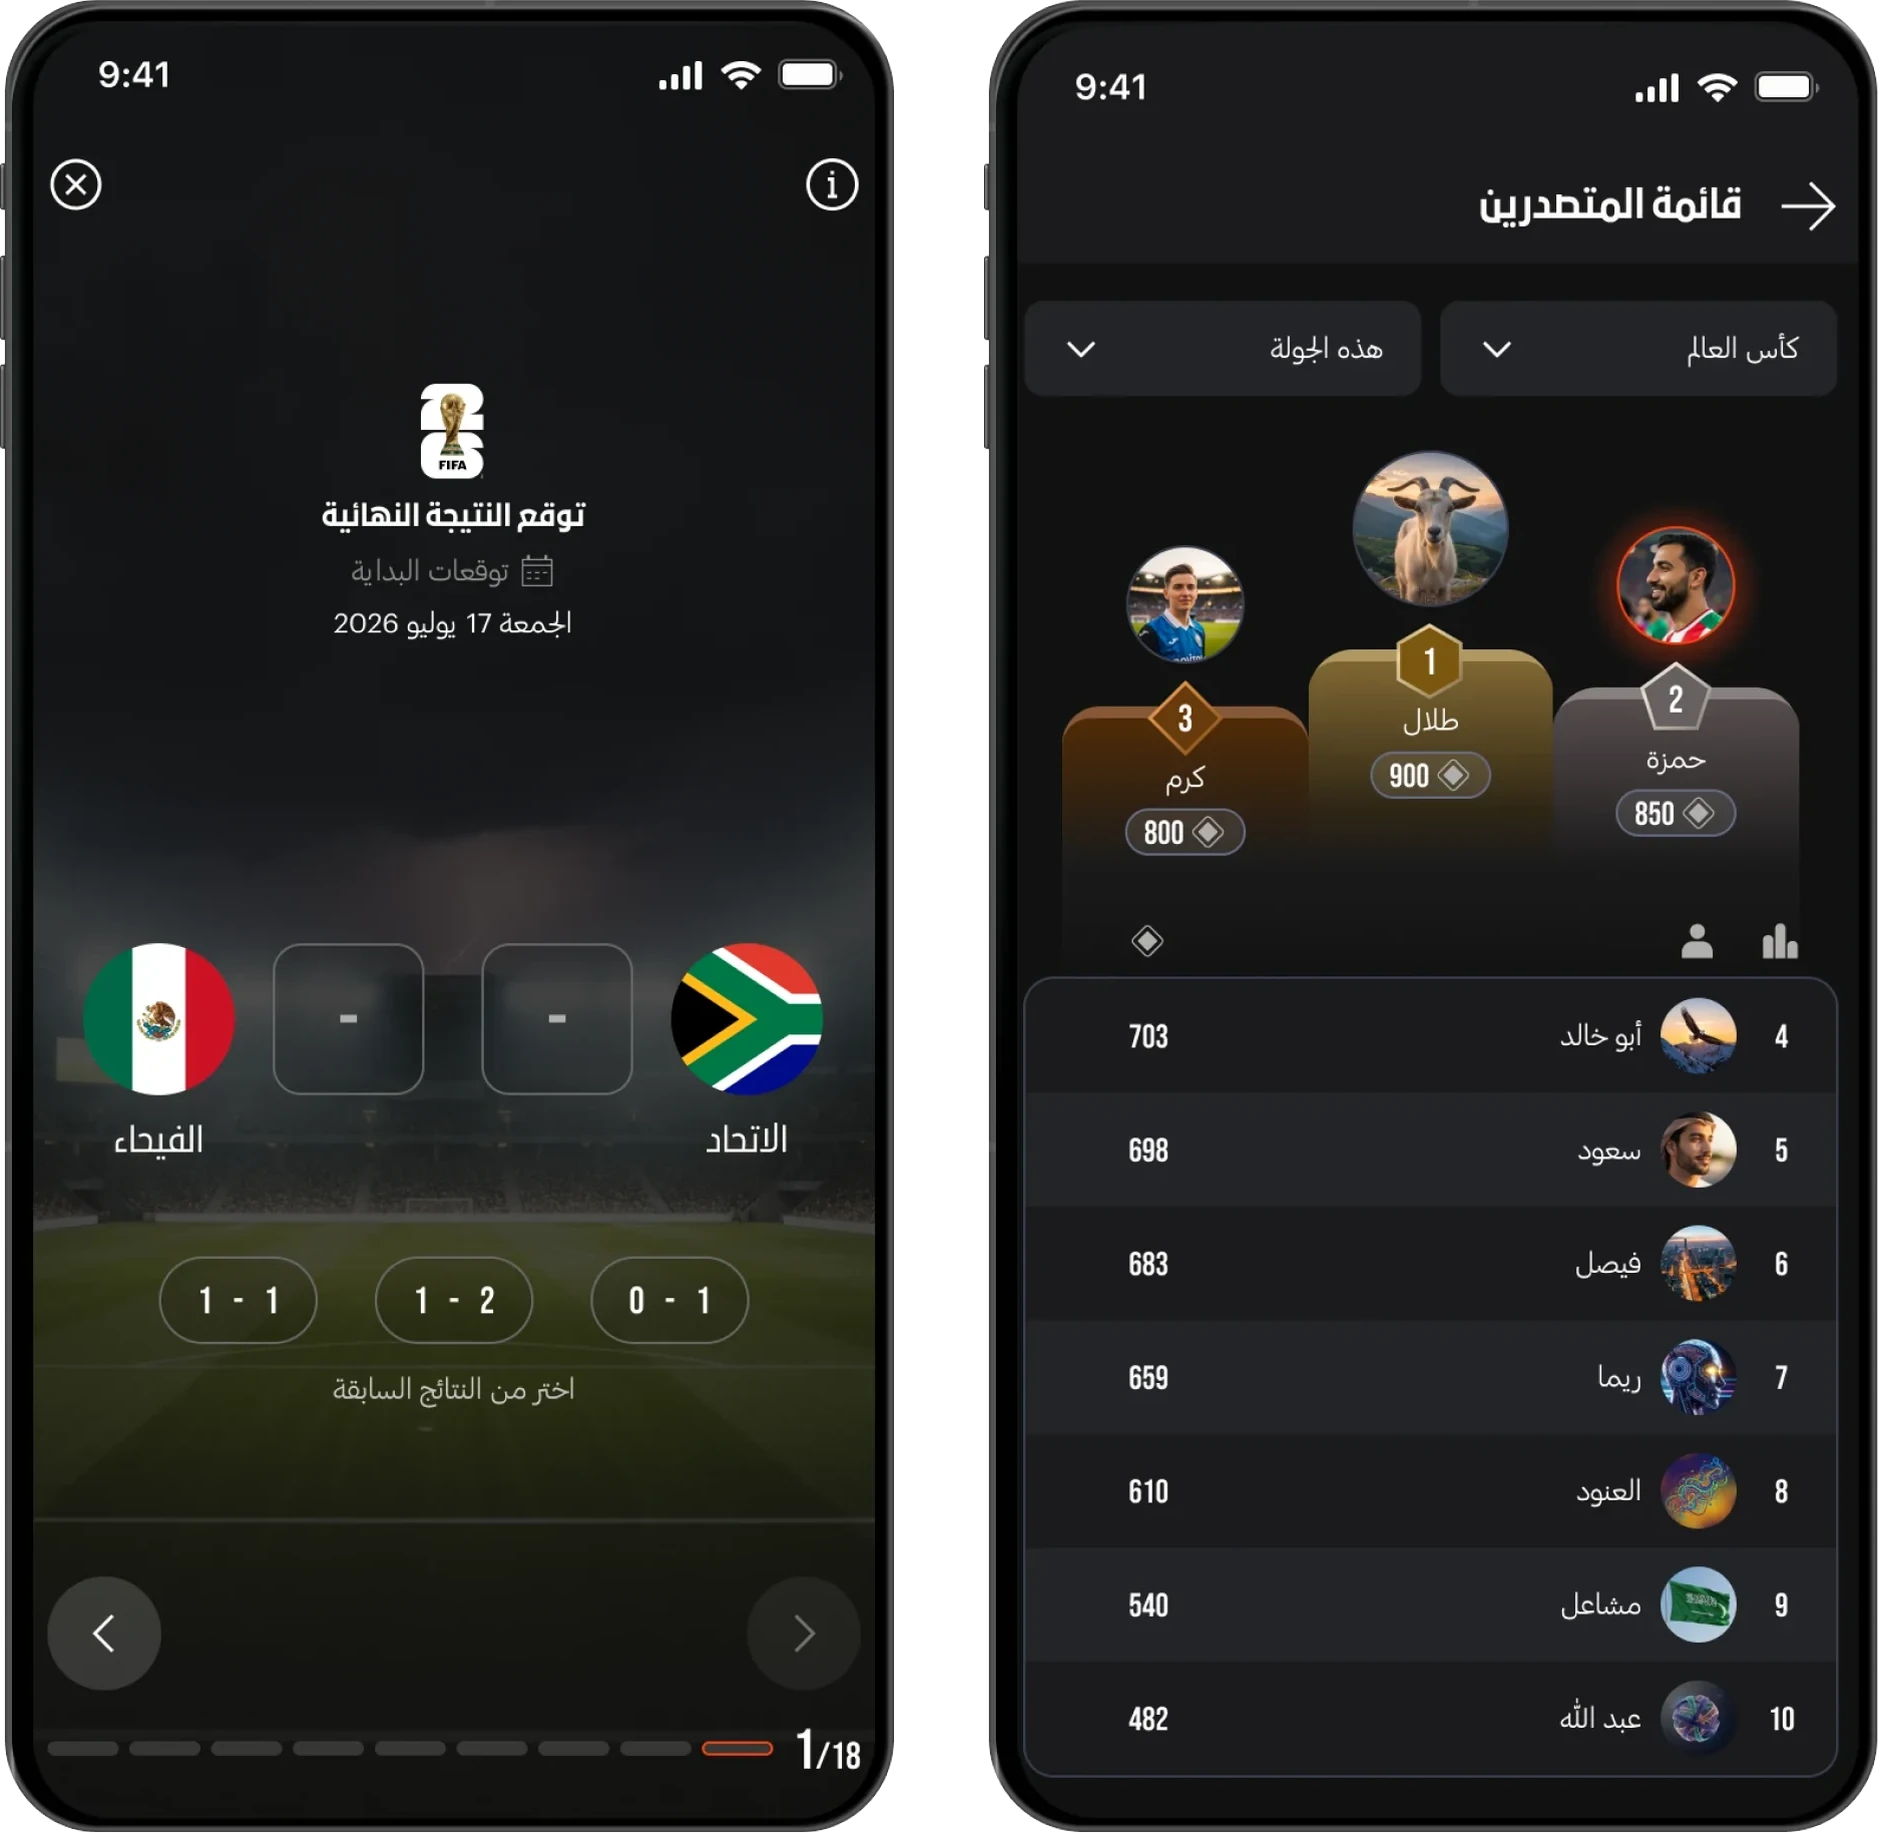 9:41
FIFA
توقع النتيجة النهائية
توقعات البداية
الجمعة 17 يوليو 2026
- -
الاتحاد
الفيحاء
0 - 1
1 - 2
1 - 1
اختر من النتائج السابقة
1/18
9:41
قائمة المتصدرين
كأس العالم
هذه الجولة
1
طلال
900
2
حمزة
850
3
كرم
800
4 أبو خالد 703
5 سعود 698
6 فيصل 683
7 ريما 659
8 العنود 610
9 مشاعل 540
10 عبد الله 482